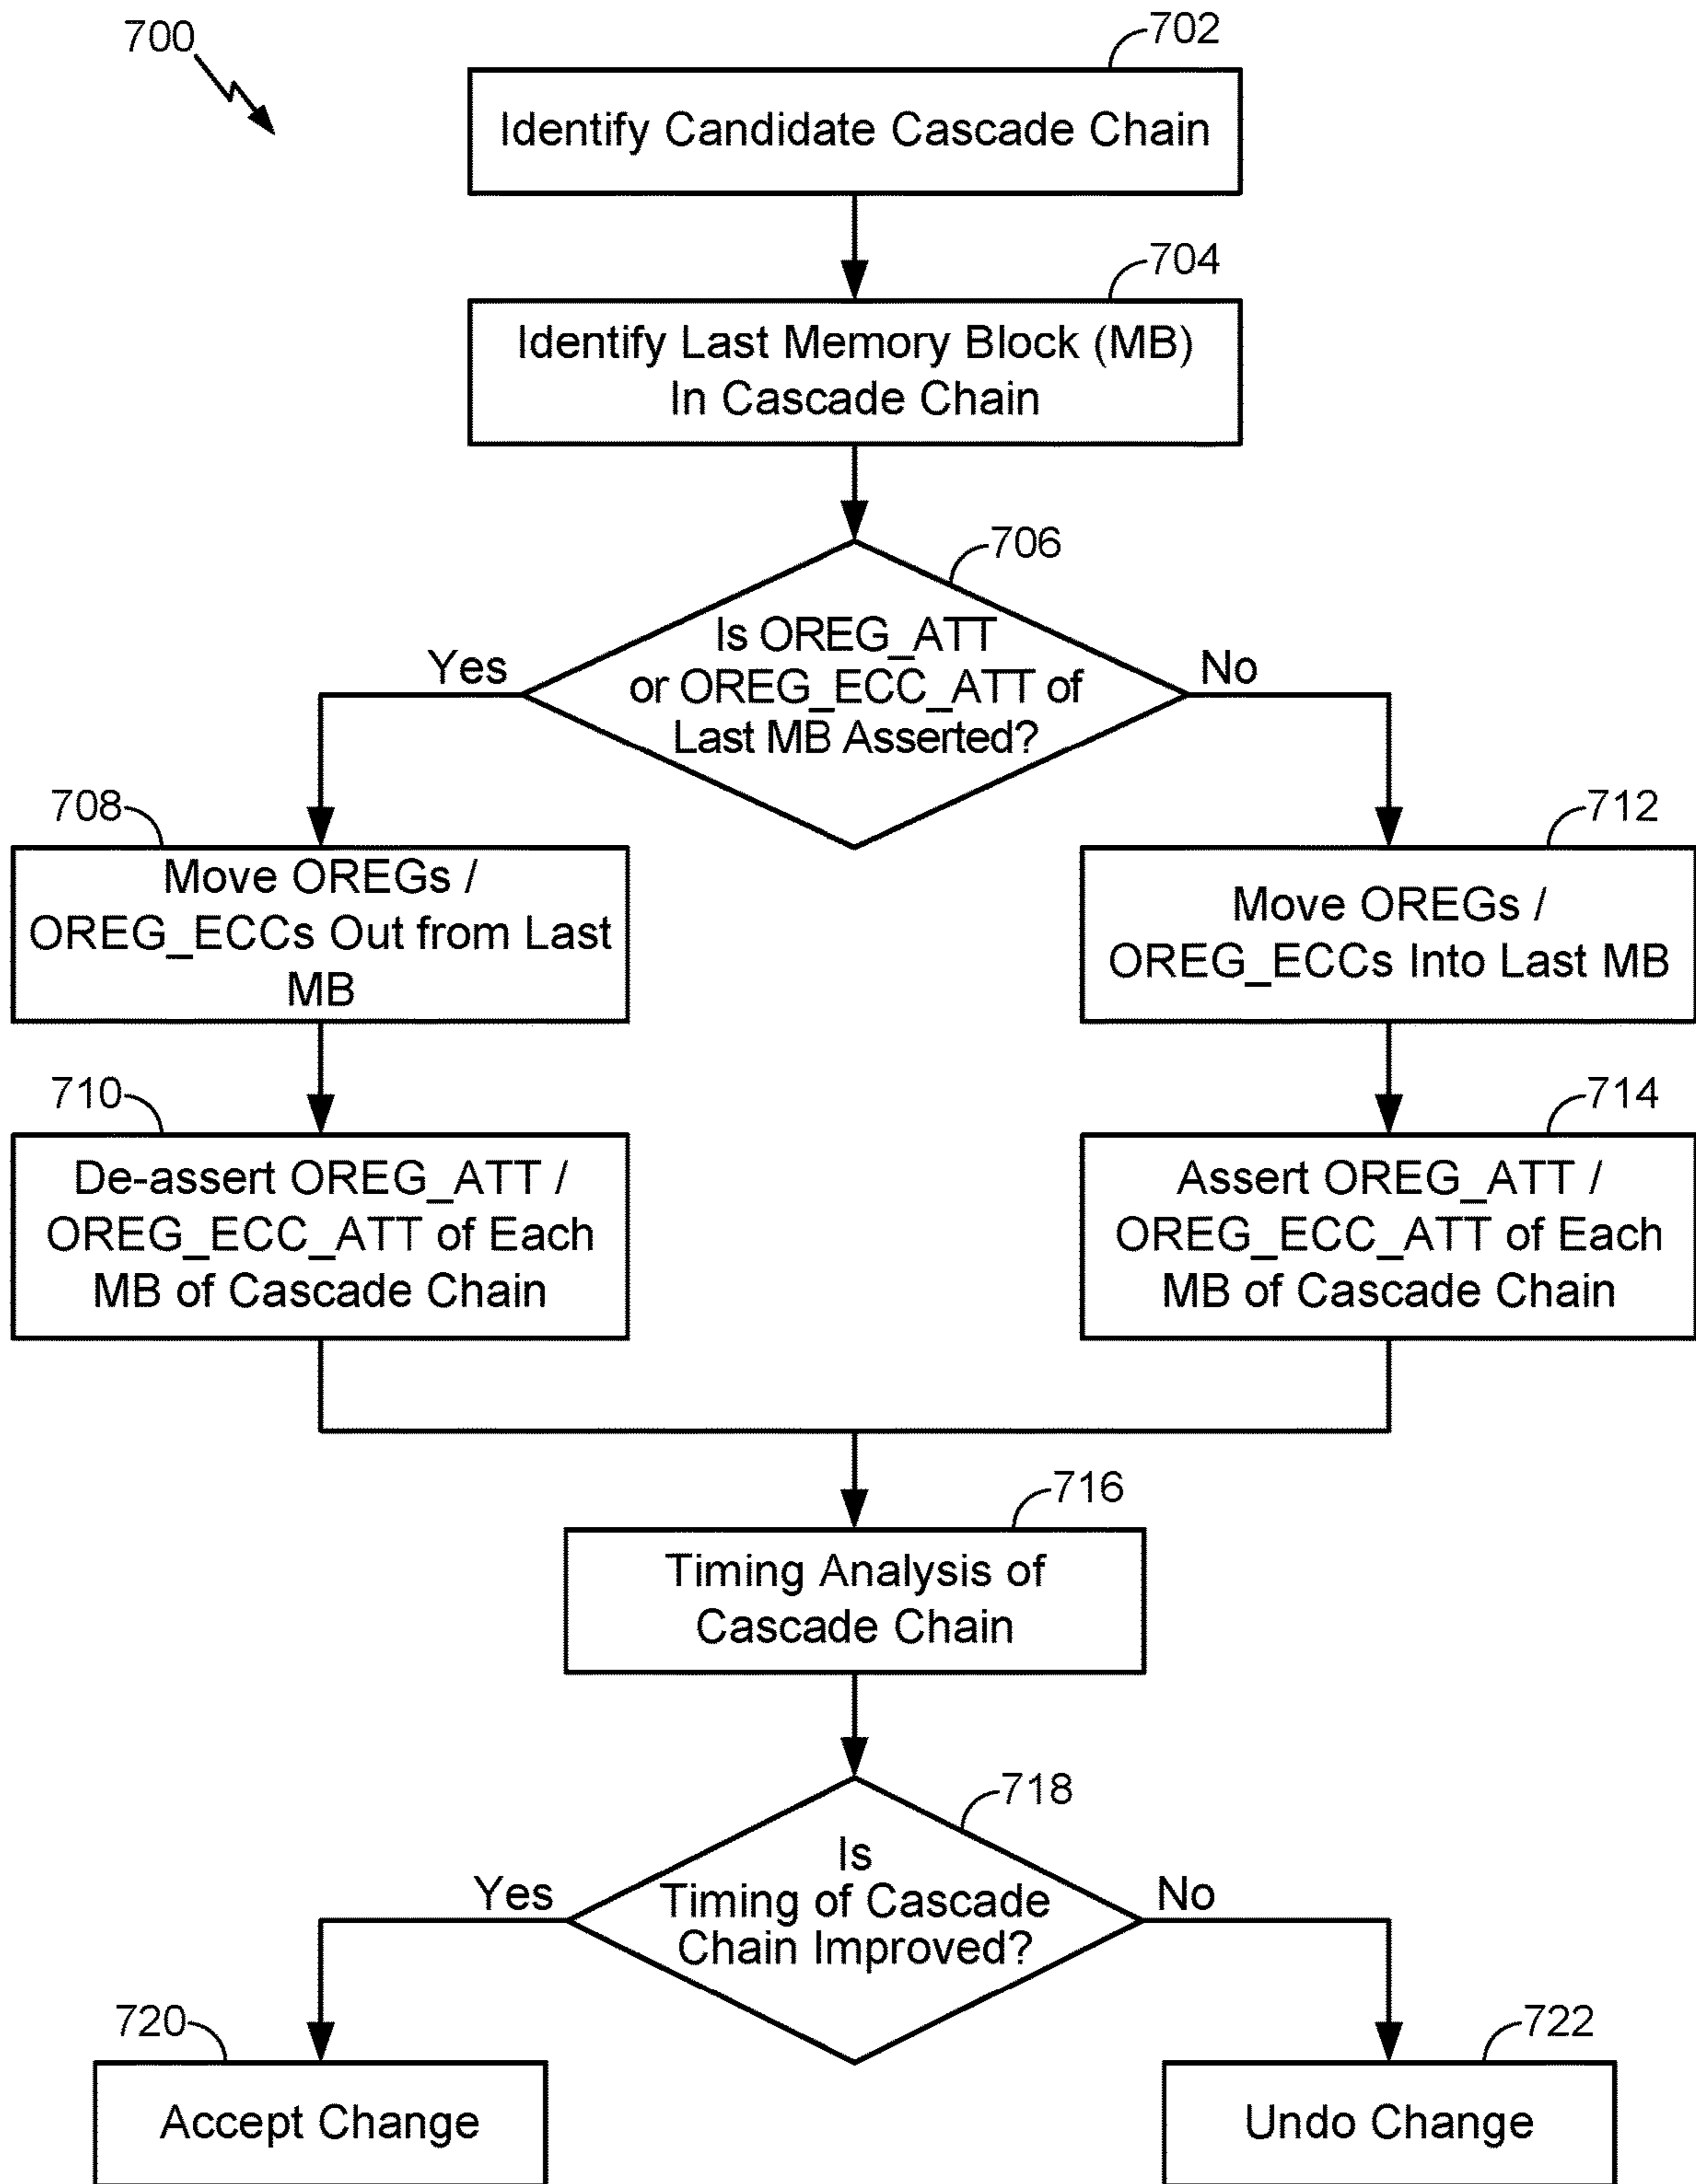 700
702
Identify Candidate Cascade Chain
704
Identify Last Memory Block (MB)
In Cascade Chain
706
Is OREG_ATT
or OREG_ECC_ATT of
Last MB Asserted?
Yes
No
708
Move OREGs /
OREG_ECCs Out from Last
MB
712
Move OREGs /
OREG_ECCs Into Last MB
710
De-assert OREG_ATT /
OREG_ECC_ATT of Each
MB of Cascade Chain
714
Assert OREG_ATT /
OREG_ECC_ATT of Each
MB of Cascade Chain
716
Timing Analysis of
Cascade Chain
718
Is
Timing of Cascade
Chain Improved?
Yes
No
720
Accept Change
722
Undo Change